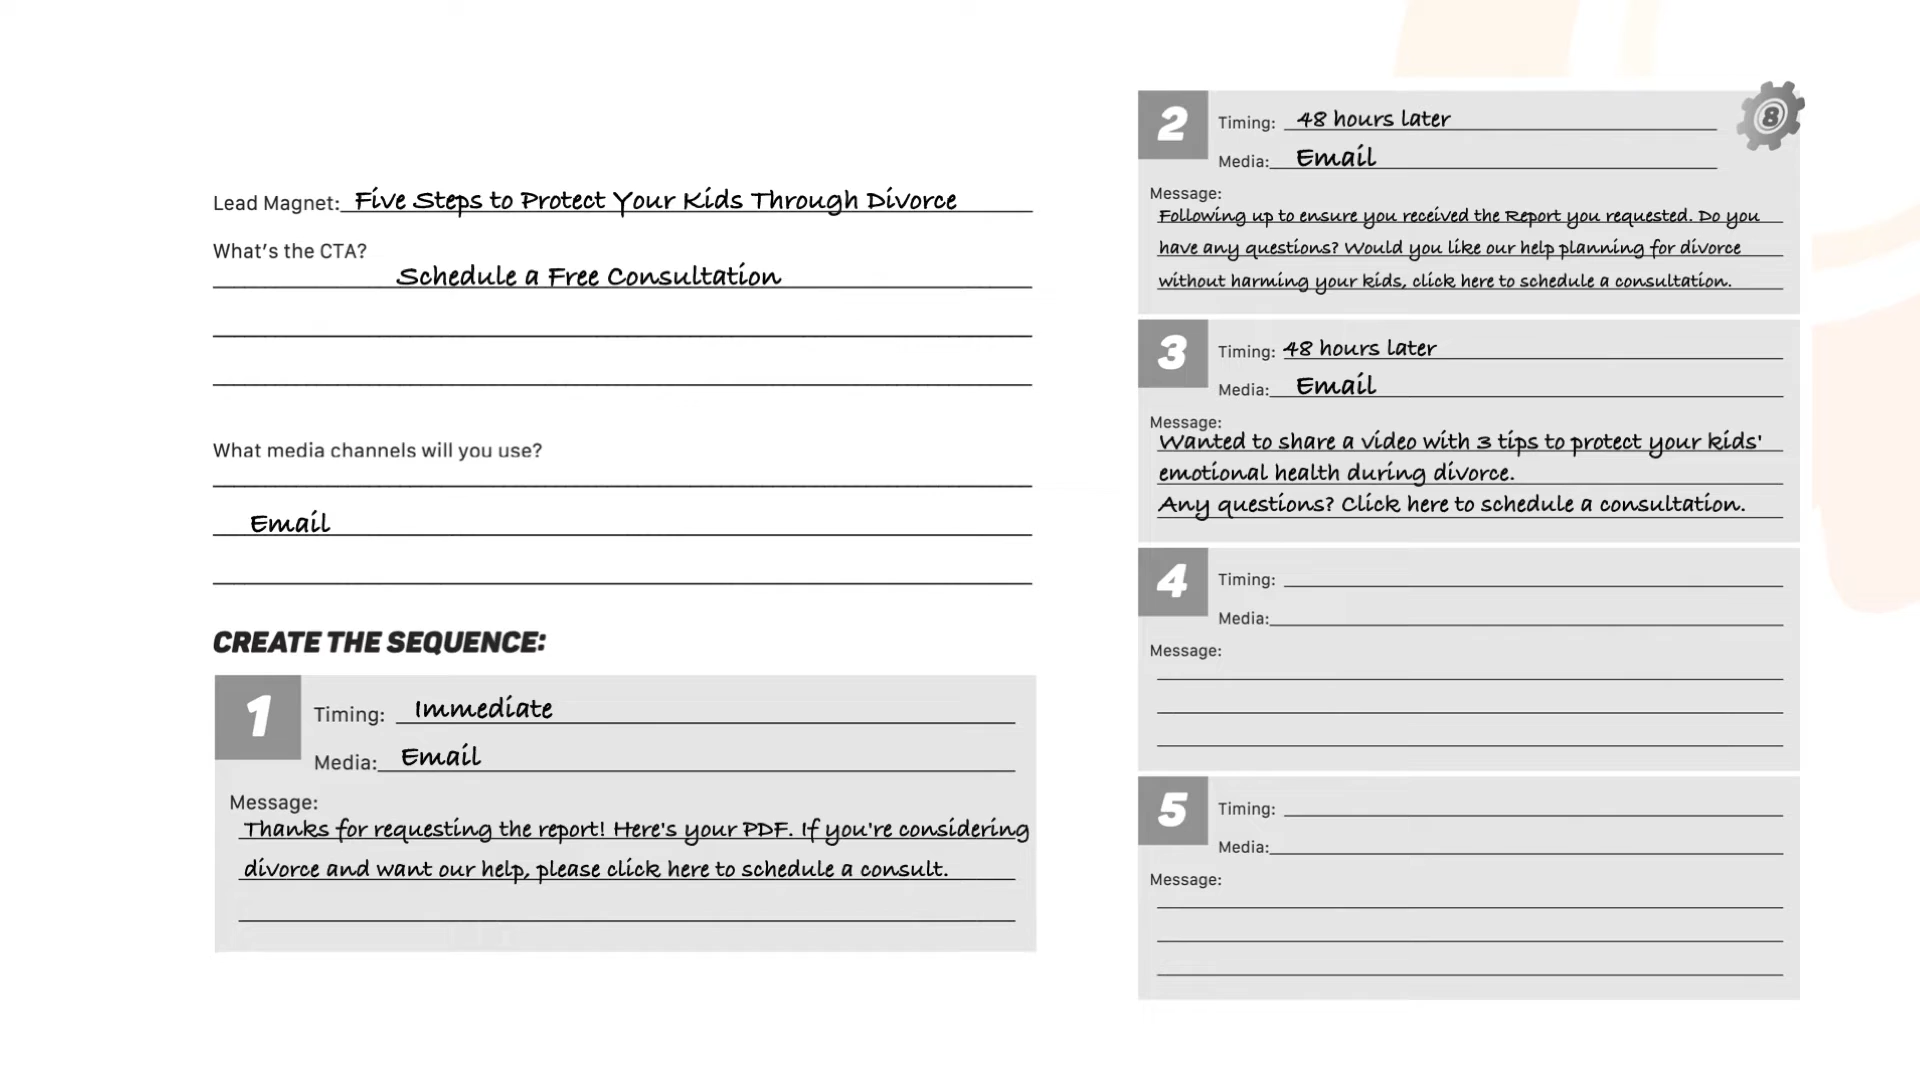 Lead Magnet: Five Steps to Protect Your Kids Through Divorce
What's the CTA?
Schedule a Free Consultation
What media channels will you use?
Email
CREATE THE SEQUENCE:
1
Timing: Immediate
Media: Email
Message:
Thanks for requesting the report! Here's your PDF. If you're considering
divorce and want our help, please click here to schedule a consult.
8
2
Timing: 48 hours later
Media: Email
Message:
Following up to ensure you received the Report you requested. Do you
have any questions? Would you like our help planning for divorce
without harming your kids, click here to schedule a consultation.
3
Timing: 48 hours later
Media: Email
Message:
Wanted to share a video with 3 tips to protect your kids'
emotional health during divorce.
Any questions? Click here to schedule a consultation.
4
Timing:
Media:
Message:
5
Timing:
Media:
Message: